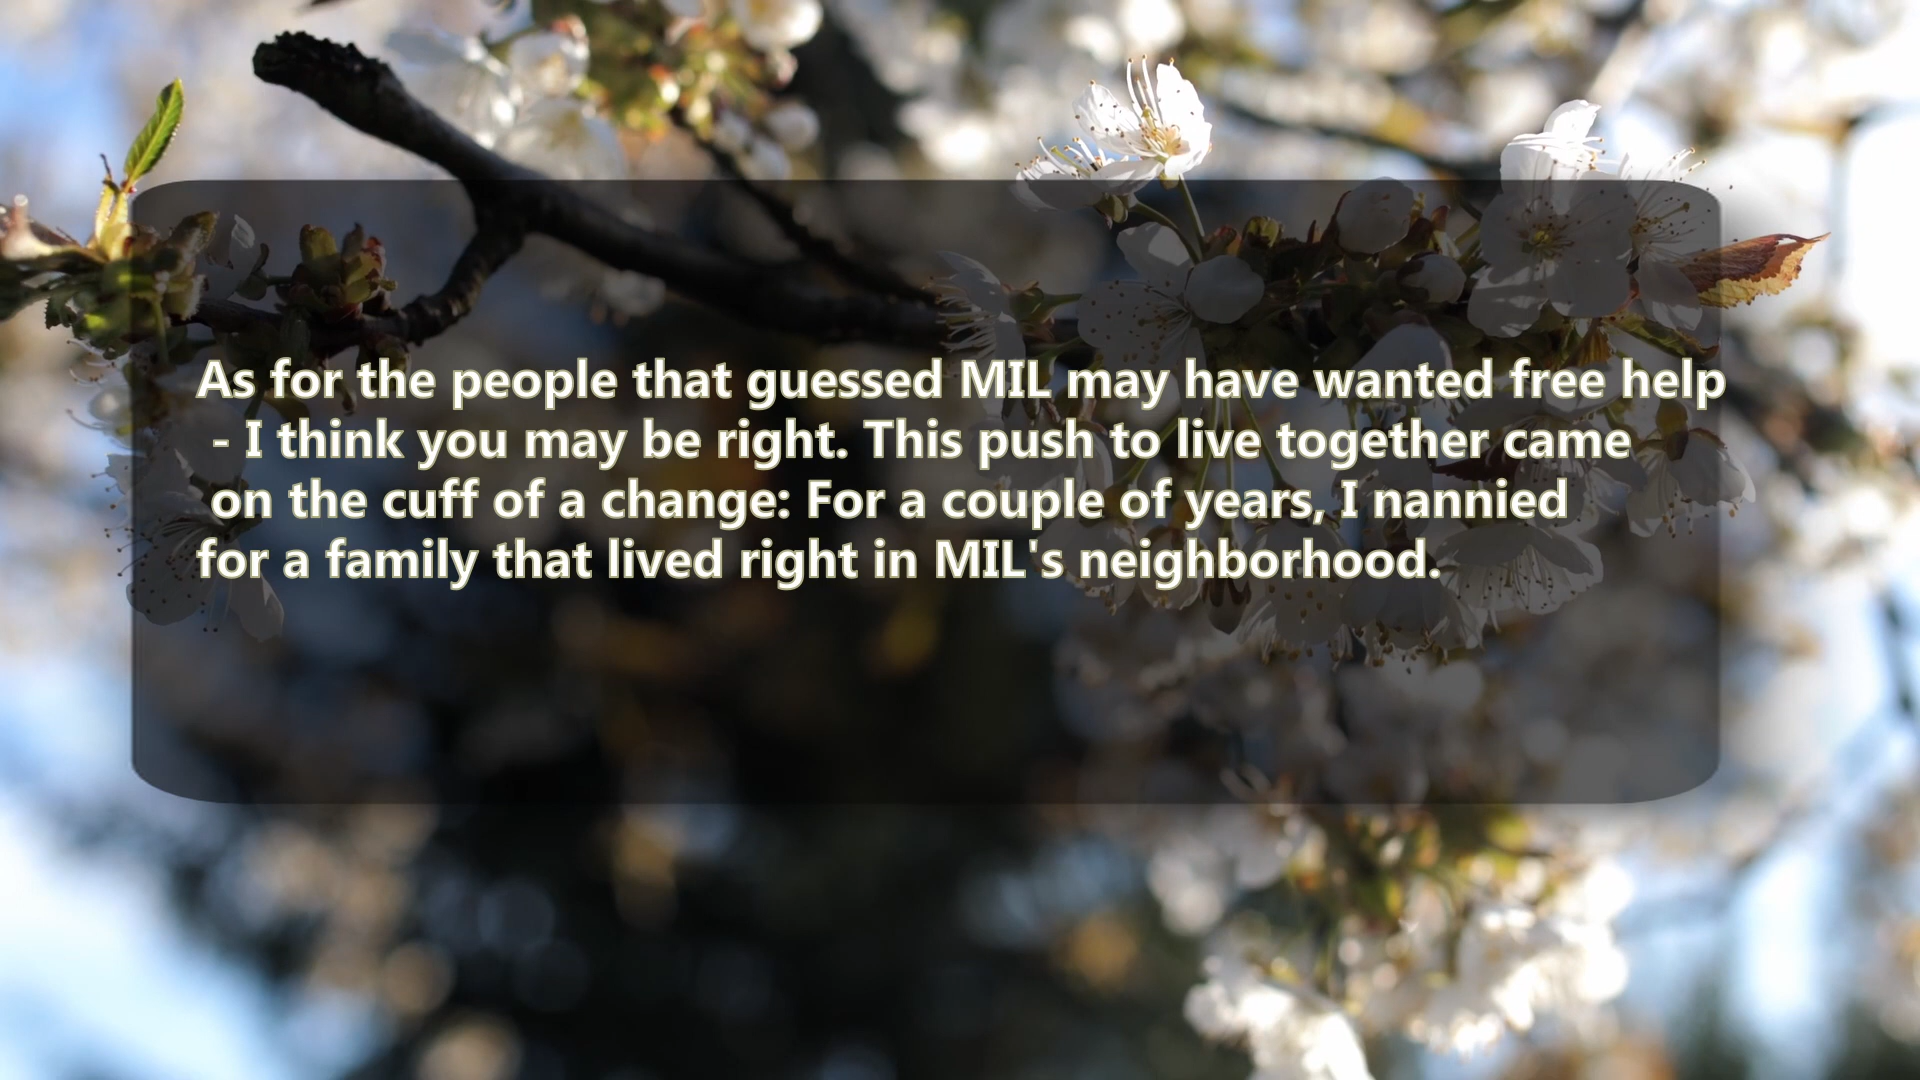 As for the people that guessed MIL may have wanted free help
- I think you may be right. This push to live together came
on the cuff of a change: For a couple of years, I nannied
for a family that lived right in MIL's neighborhood.